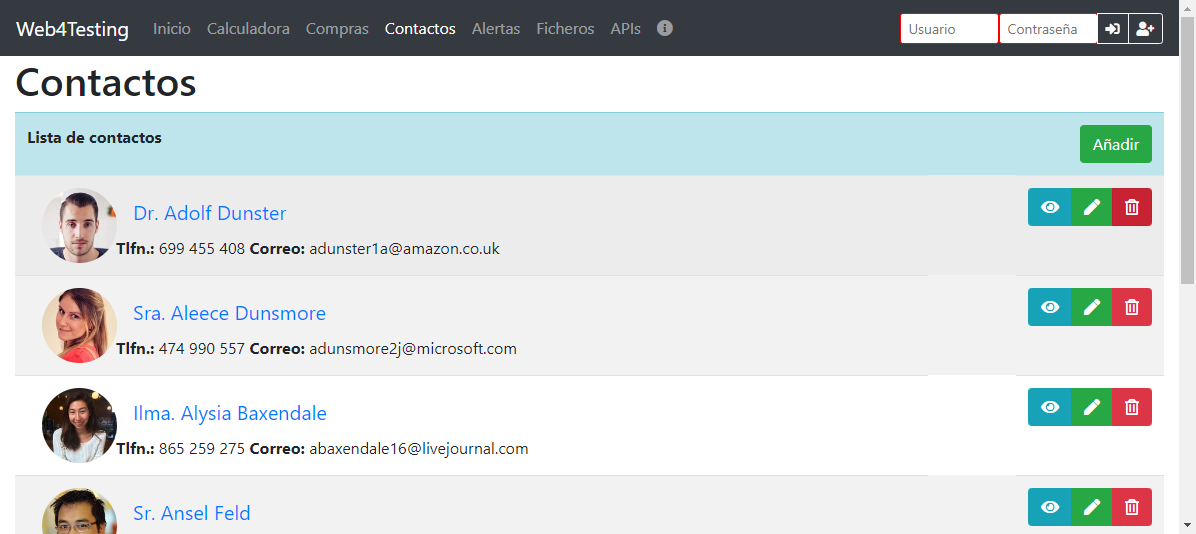 Web4Testing Inicio Calculadora Compras Contactos Alertas Ficheros APIs Usuario Contraseña
Contactos
Lista de contactos Añadir
Dr. Adolf Dunster
Tlfn.: 699 455 408 Correo: adunster1a@amazon.co.uk
Sra. Aleece Dunsmore
Tlfn.: 474 990 557 Correo: adunsmore2j@microsoft.com
Ilma. Alysia Baxendale
Tlfn.: 865 259 275 Correo: abaxendale16@livejournal.com
Sr. Ansel Feld